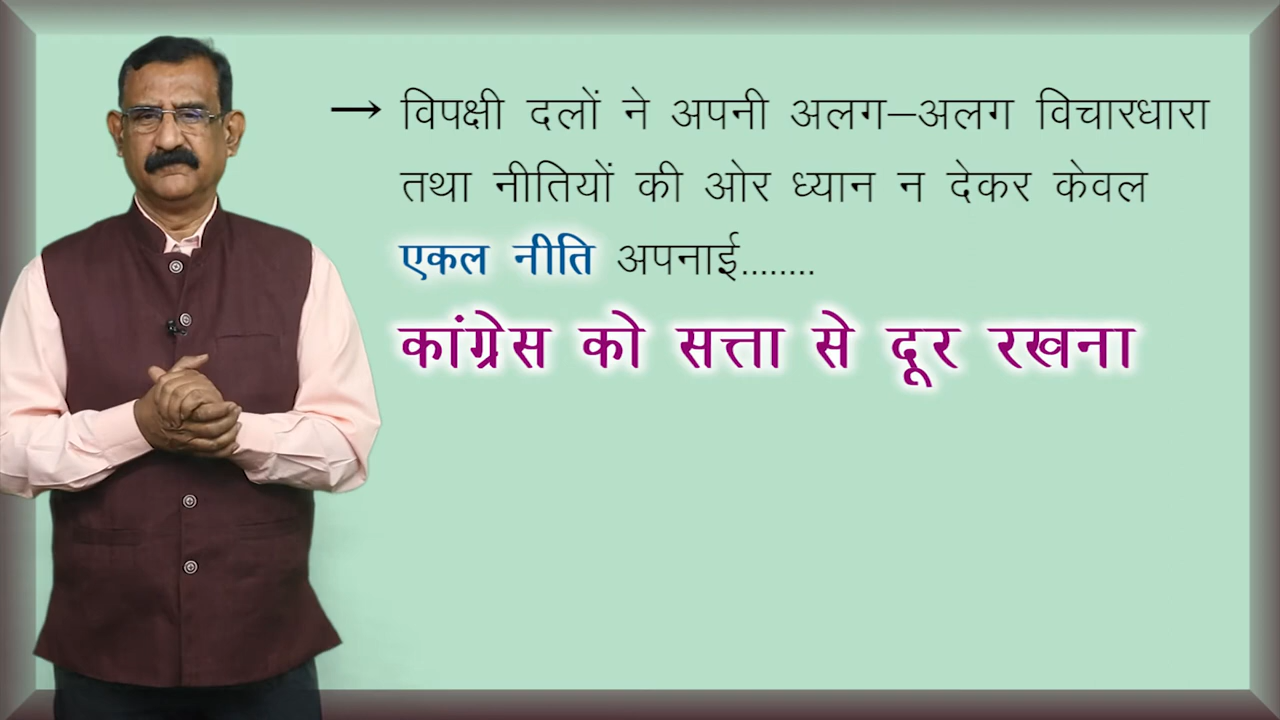 → विपक्षी दलों ने अपनी अलग–अलग विचारधारा
तथा नीतियों की ओर ध्यान न देकर केवल
एकल नीति अपनाई........
कांग्रेस को सत्ता से दूर रखना